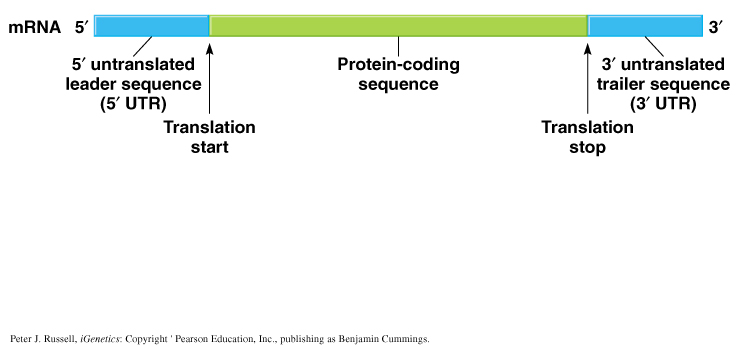 mRNA 5′ 3′
5′ untranslated
leader sequence
(5′ UTR)
Protein-coding
sequence
3′ untranslated
trailer sequence
(3′ UTR)
Translation
start
Translation
stop
Peter J. Russell, iGenetics: Copyright ' Pearson Education, Inc., publishing as Benjamin Cummings.